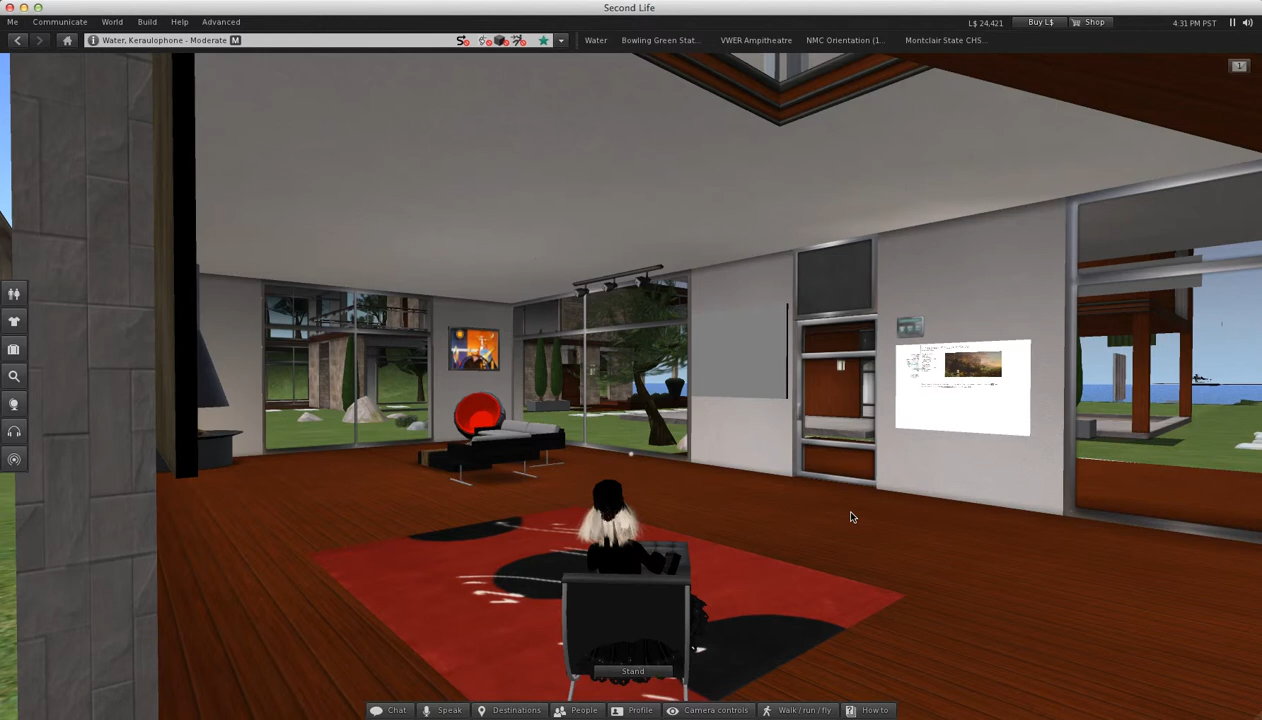 Second Life
Me Communicate World Build Help Advanced L$ 24,421 Buy L$ Shop 4:31 PM PST
Water, Keraulophone - Moderate M Water Bowling Green Stat... VWER Ampitheatre NMC Orientation (1... Montclair State CHS...
1
Stand
Chat Speak Destinations People Profile Camera controls Walk / run / fly How to